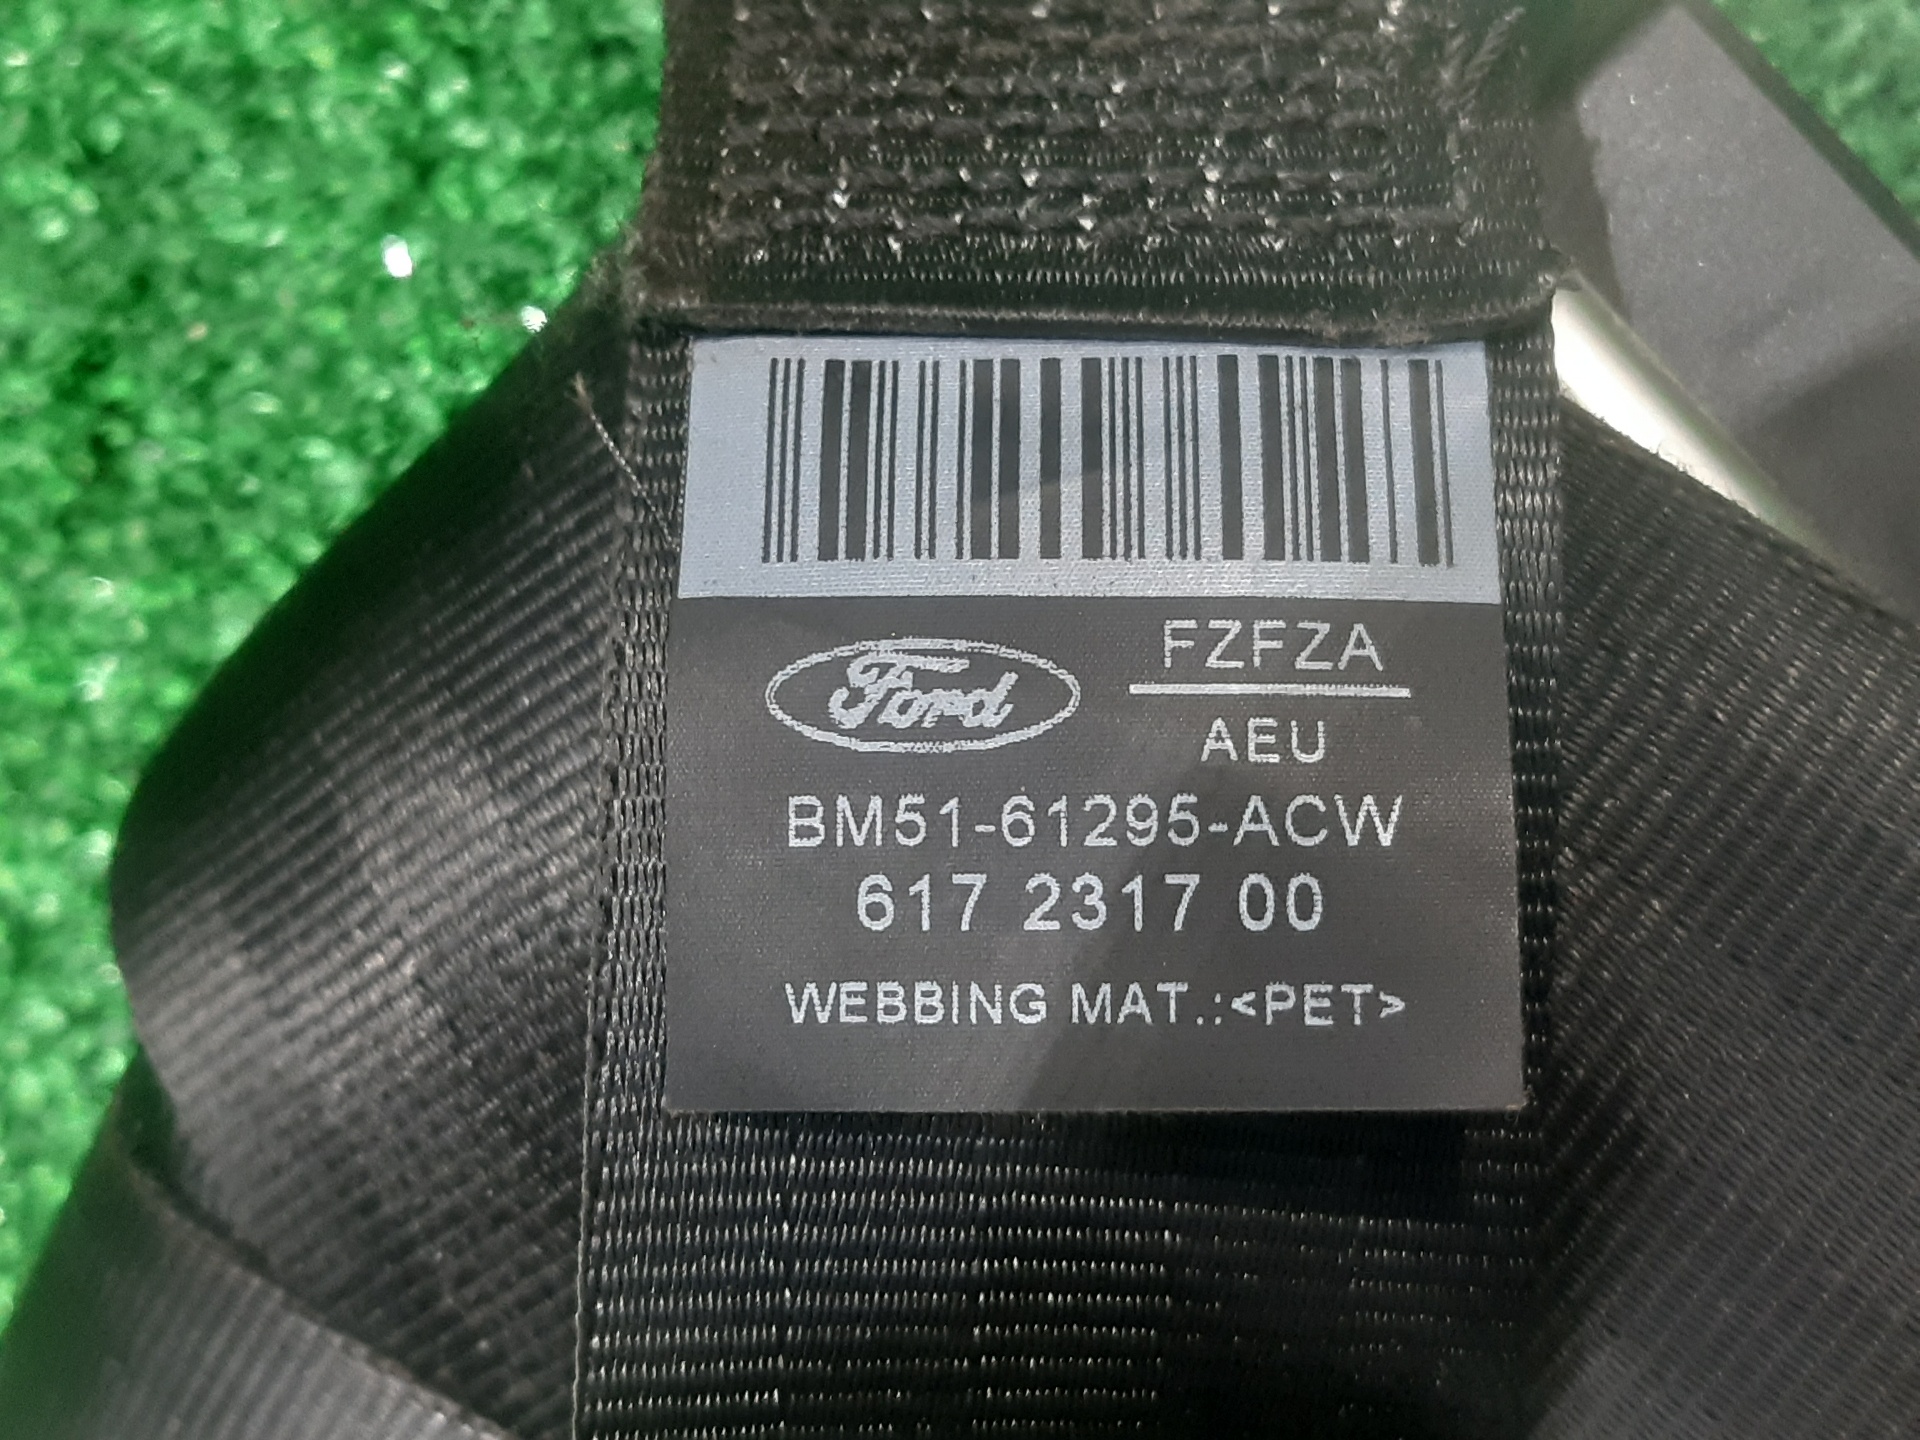 Ford
FZFZA
AEU
BM51-61295-ACW
617 2317 00
WEBBING MAT.:<PET>